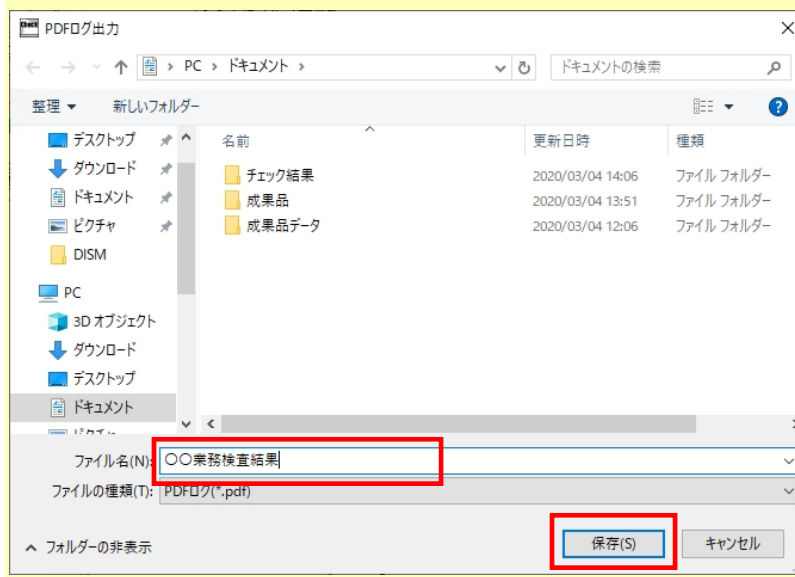 Check PDFログ出力
PC ドキュメント ドキュメントの検索
整理 新しいフォルダー
デスクトップ
ダウンロード
ドキュメント
ピクチャ
DISM
PC
3D オブジェクト
ダウンロード
デスクトップ
ドキュメント
名前 更新日時 種類
チェック結果 2020/03/04 14:06 ファイル フォルダー
成果品 2020/03/04 13:51 ファイル フォルダー
成果品データ 2020/03/04 12:06 ファイル フォルダー
ファイル名(N): 〇〇業務検査結果
ファイルの種類(T): PDFログ(*.pdf)
フォルダーの非表示 保存(S) キャンセル